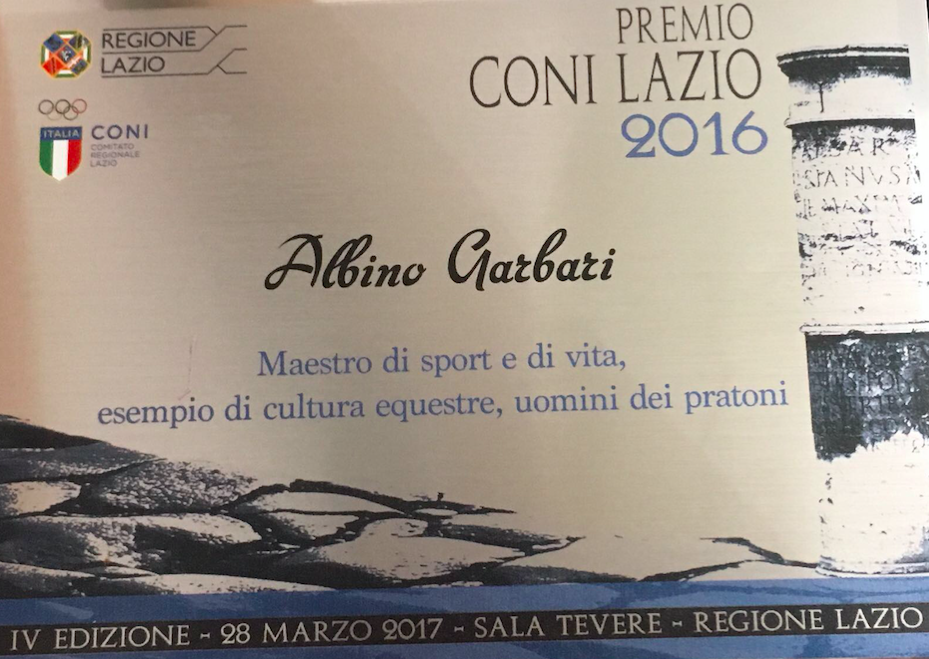 REGIONE
LAZIO
ITALIA
CONI
COMITATO
REGIONALE
LAZIO
PREMIO
CONI LAZIO
2016
Albino Garbari
Maestro di sport e di vita,
esempio di cultura equestre, uomini dei pratoni
IV EDIZIONE - 28 MARZO 2017 - SALA TEVERE - REGIONE LAZIO